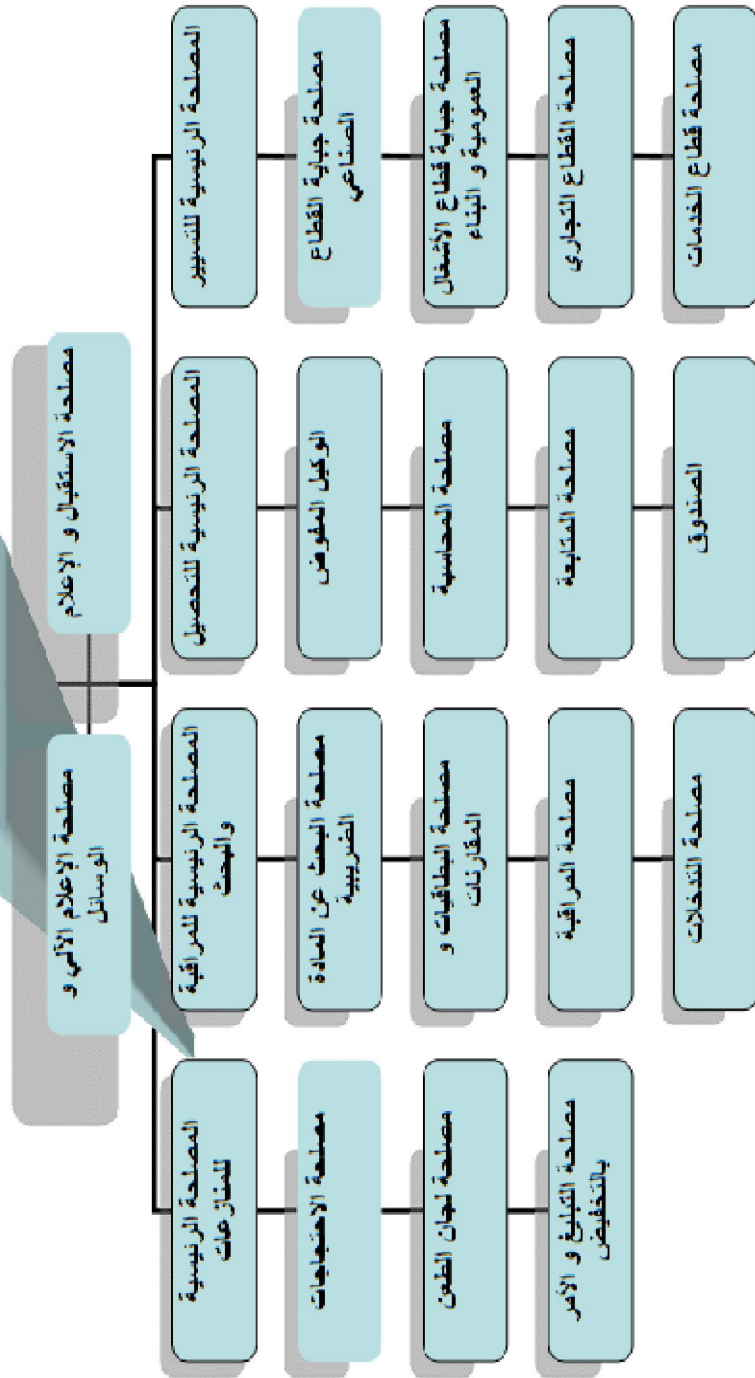 مصلحة الاستقبال و الإعلام
مصلحة الإعلام الآلي و
الوسائل
المصلحة الرئيسية للتسيير
مصلحة جباية القطاع
الصناعي
مصلحة جباية قطاع الأشغال
العمومية و البناء
مصلحة القطاع التجاري
مصلحة قطاع الخدمات
المصلحة الرئيسية للتحصيل
الوكيل المفوض
مصلحة المحاسبة
مصلحة المتابعة
الصندوق
المصلحة الرئيسية للمراقبة
والبحث
مصلحة البحث عن المادة
الضريبية
مصلحة البطاقيات و
المقارنات
مصلحة المراقبة
مصلحة التدخلات
المصلحة الرئيسية
للمنازعات
مصلحة الاحتجاجات
مصلحة لجان الطعن
مصلحة التبليغ و الأمر
بالتخفيض